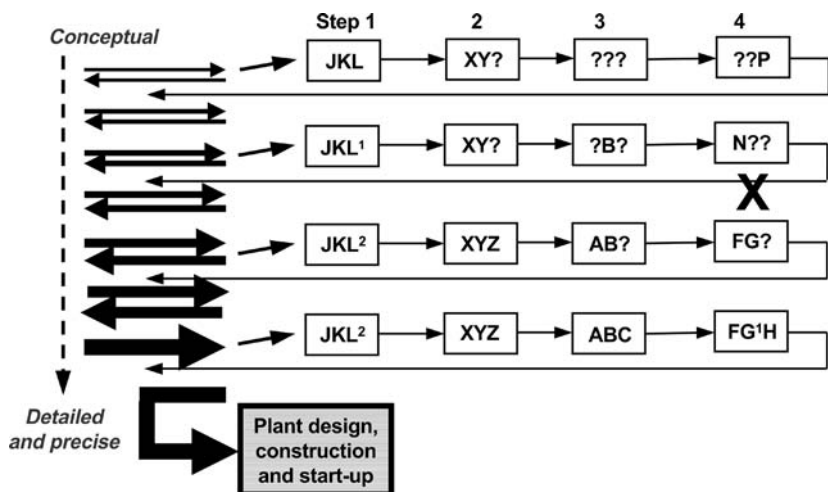 Step 1 2 3 4
Conceptual
JKL XY? ??? ??P
JKL¹ XY? ?B? N??
X
JKL² XYZ AB? FG?
JKL² XYZ ABC FG¹H
Detailed
and precise
Plant design,
construction
and start-up